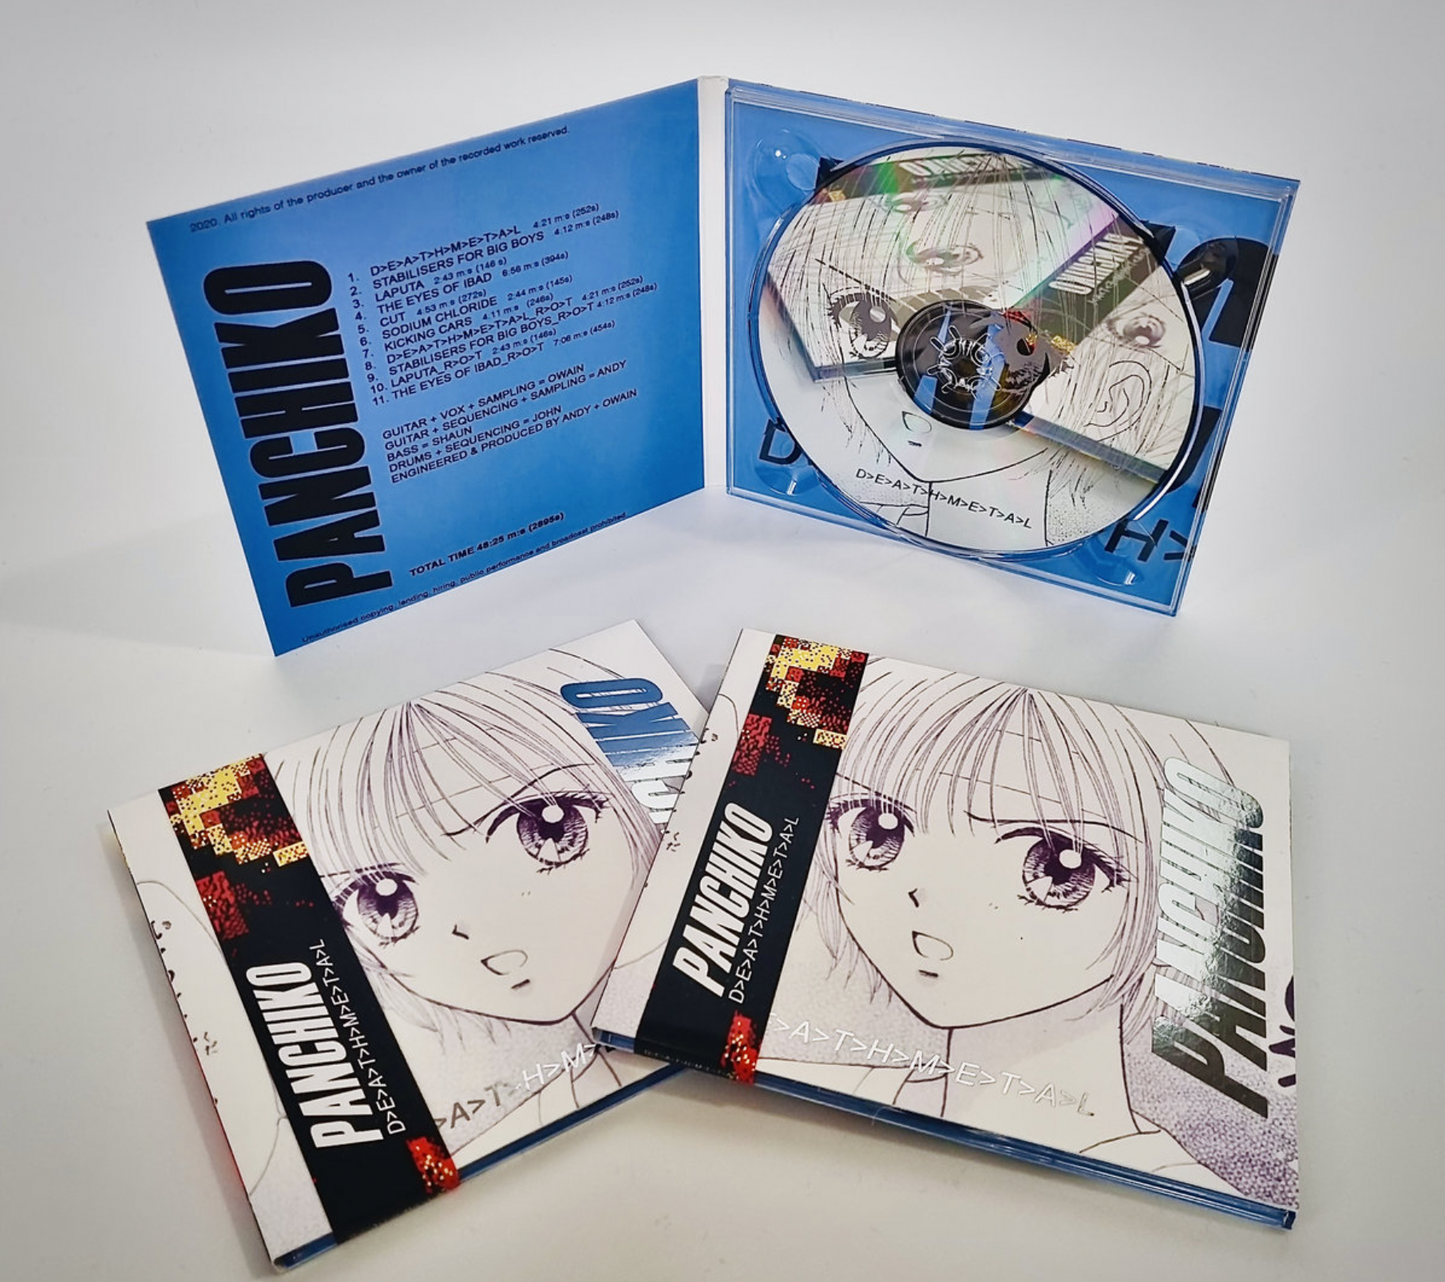 2020. All rights of the producer and the owner of the recorded work reserved.
PANCHIKO
1. D>E>A>T>H>M>E>T>A>L 4:21 m:s (252s)
2. STABILISERS FOR BIG BOYS 4:12 m:s (248s)
3. LAPUTA 2:43 m:s (146 s)
4. THE EYES OF IBAD 6:56 m:s (394s)
5. CUT 4:53 m:s (272s)
6. SODIUM CHLORIDE 2:44 m:s (145s)
7. KICKING CARS 4:11 m:s (246s)
8. D>E>A>T>H>M>E>T>A>L_R>O>T 4:21 m:s (252s)
9. STABILISERS FOR BIG BOYS_R>O>T 4:12 m:s (248s)
10. LAPUTA_R>O>T 2:43 m:s (146s)
11. THE EYES OF IBAD_R>O>T 7:06 m:s (454s)
GUITAR + VOX + SAMPLING = OWAIN
GUITAR + SEQUENCING + SAMPLING = ANDY
BASS = SHAUN
DRUMS + SEQUENCING = JOHN
ENGINEERED & PRODUCED BY ANDY + OWAIN
TOTAL TIME 48:25 m:s (2895s)
Unauthorised copying, lending, hiring, public performance and broadcast prohibited
D>E>A>T>H>M>E>T>A>L
H>
PANCHIKO
D>E>A>T>H>M>E>T>A>L
CHIKO
>A>T>H>M>
PANCHIKO
D>E>A>T>H>M>E>T>A>L
PANCHIKO
>A>T>H>M>E>T>A>L